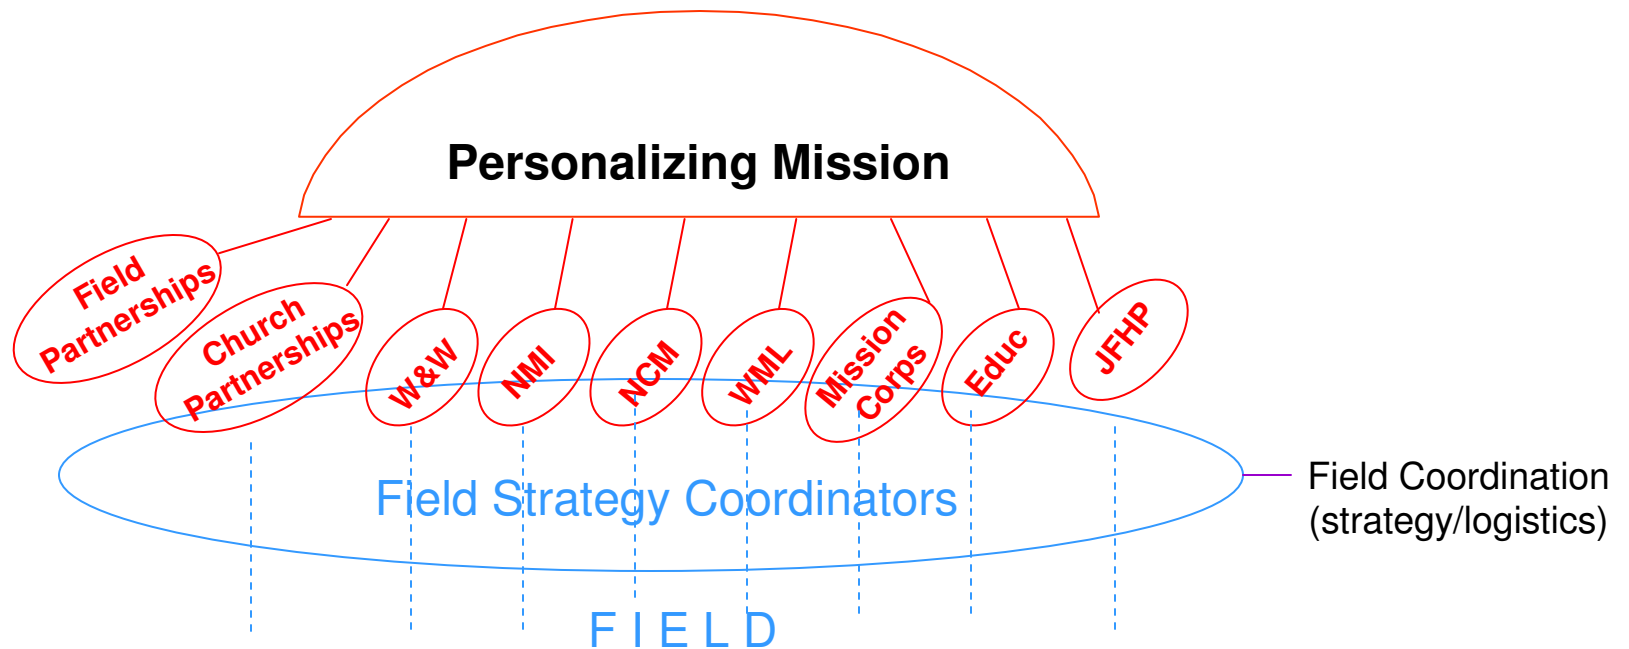 Personalizing Mission
Field
Partnerships
Church
Partnerships
W&W
NMI
NCM
WML
Mission
Corps
Educ
JFHP
Field Strategy Coordinators
Field Coordination
(strategy/logistics)
F I E L D